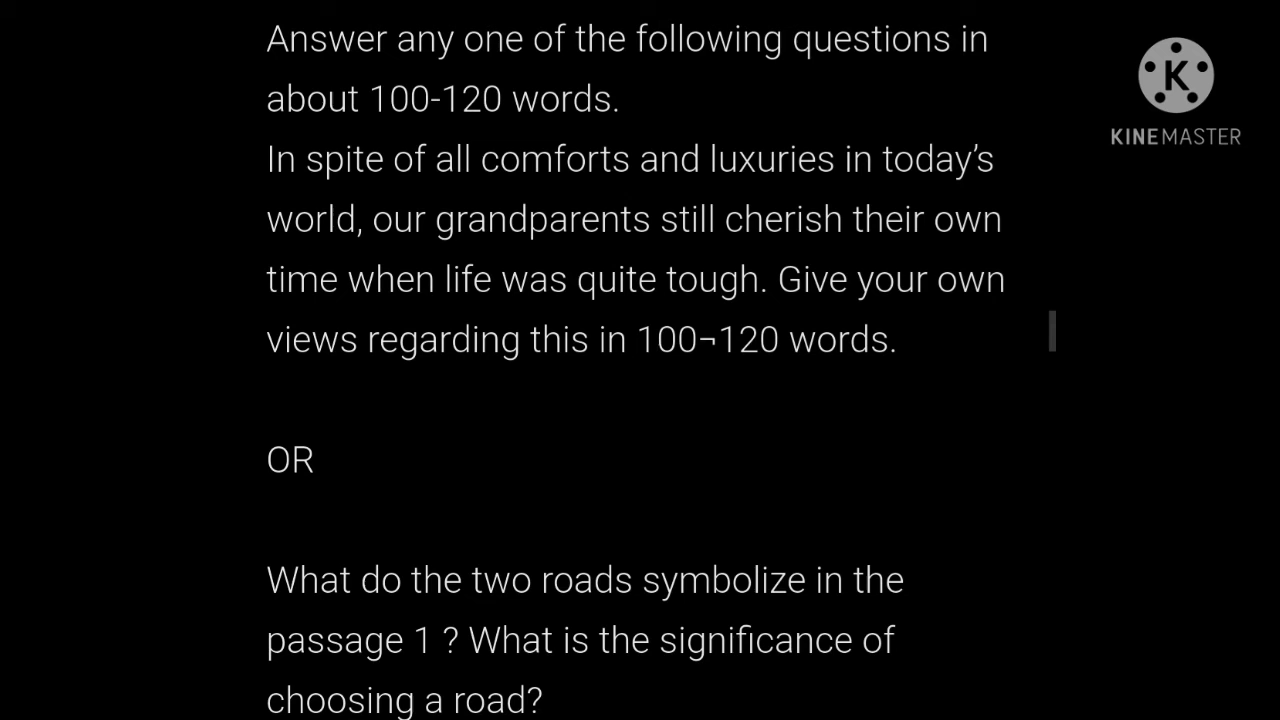 Answer any one of the following questions in
about 100-120 words.
In spite of all comforts and luxuries in today’s
world, our grandparents still cherish their own
time when life was quite tough. Give your own
views regarding this in 100¬120 words.
OR
What do the two roads symbolize in the
passage 1 ? What is the significance of
choosing a road?
K
KINEMASTER